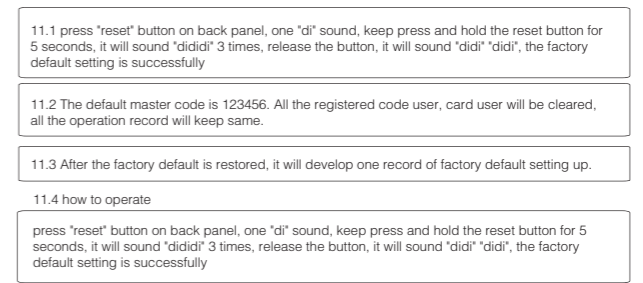 11.1 press "reset" button on back panel, one "di" sound, keep press and hold the reset button for
5 seconds, it will sound "dididi" 3 times, release the button, it will sound "didi" "didi", the factory
default setting is successfully
11.2 The default master code is 123456. All the registered code user, card user will be cleared,
all the operation record will keep same.
11.3 After the factory default is restored, it will develop one record of factory default setting up.
11.4 how to operate
press "reset" button on back panel, one "di" sound, keep press and hold the reset button for 5
seconds, it will sound "dididi" 3 times, release the button, it will sound "didi" "didi", the factory
default setting is successfully